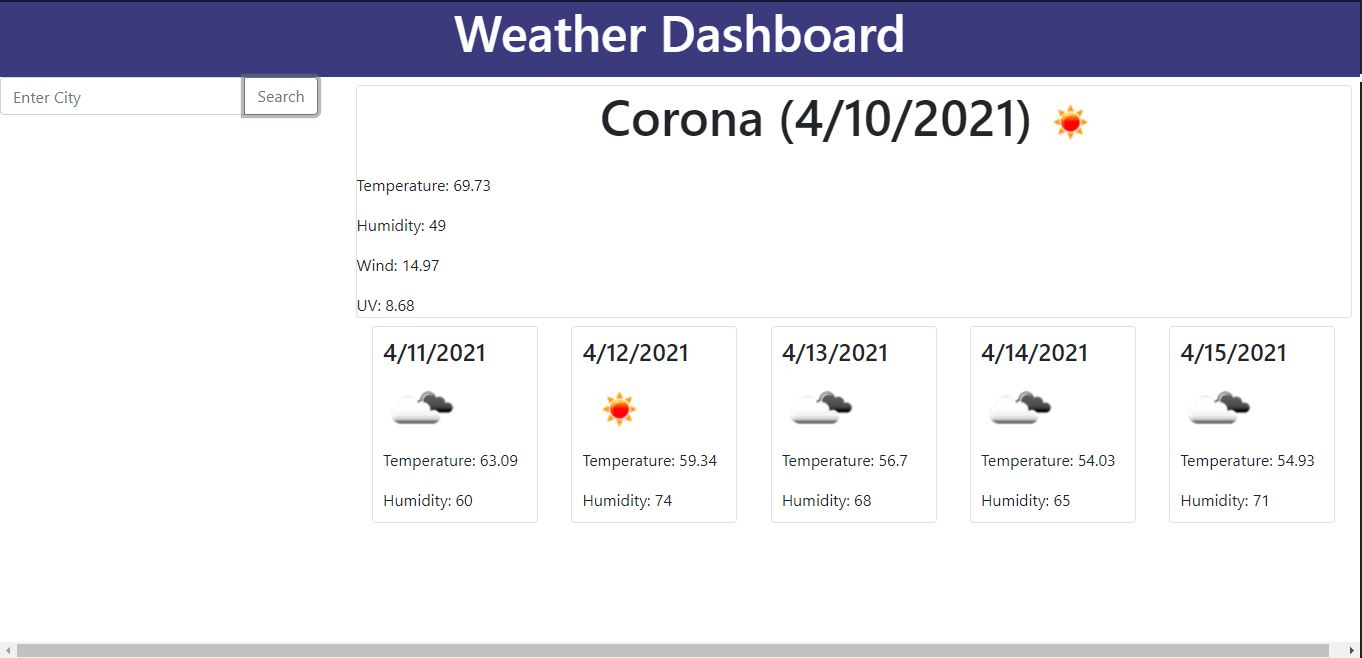 Weather Dashboard
Enter City
Search
Corona (4/10/2021)
Temperature: 69.73
Humidity: 49
Wind: 14.97
UV: 8.68
4/11/2021
Temperature: 63.09
Humidity: 60
4/12/2021
Temperature: 59.34
Humidity: 74
4/13/2021
Temperature: 56.7
Humidity: 68
4/14/2021
Temperature: 54.03
Humidity: 65
4/15/2021
Temperature: 54.93
Humidity: 71